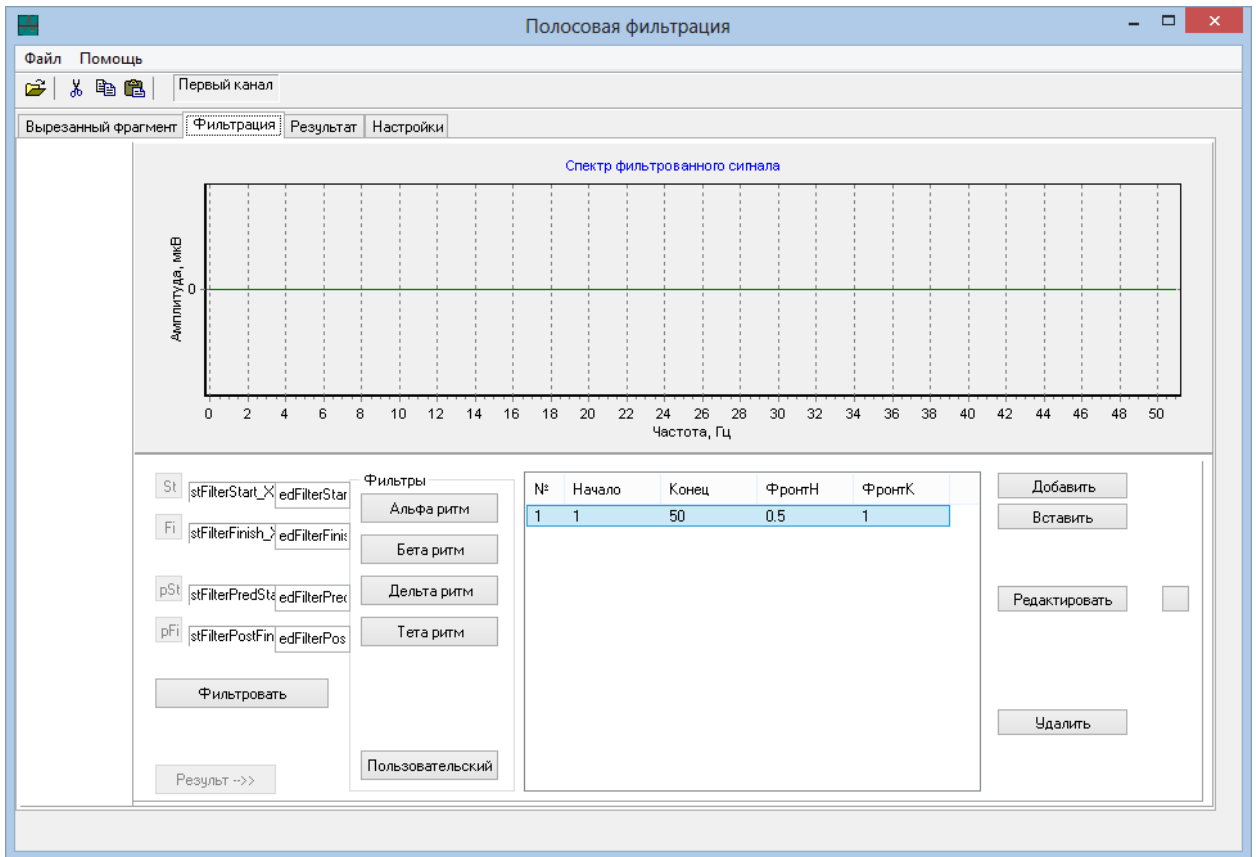 Полосовая фильтрация
Файл Помощь
Первый канал
Вырезанный фрагмент Фильтрация Результат Настройки
Спектр фильтрованного сигнала
Амплитуда, мкВ
0
0 2 4 6 8 10 12 14 16 18 20 22 24 26 28 30 32 34 36 38 40 42 44 46 48 50
Частота, Гц
St stFilterStart_X edFilterStar
Fi stFilterFinish_X edFilterFinis
pSt stFilterPredSta edFilterPrec
pFi stFilterPostFin edFilterPos
Фильтровать
Результ -->>
Фильтры
Альфа ритм
Бета ритм
Дельта ритм
Тета ритм
Пользовательский
№ Начало Конец ФронтН ФронтК
1 1 50 0.5 1
Добавить
Вставить
Редактировать
Удалить